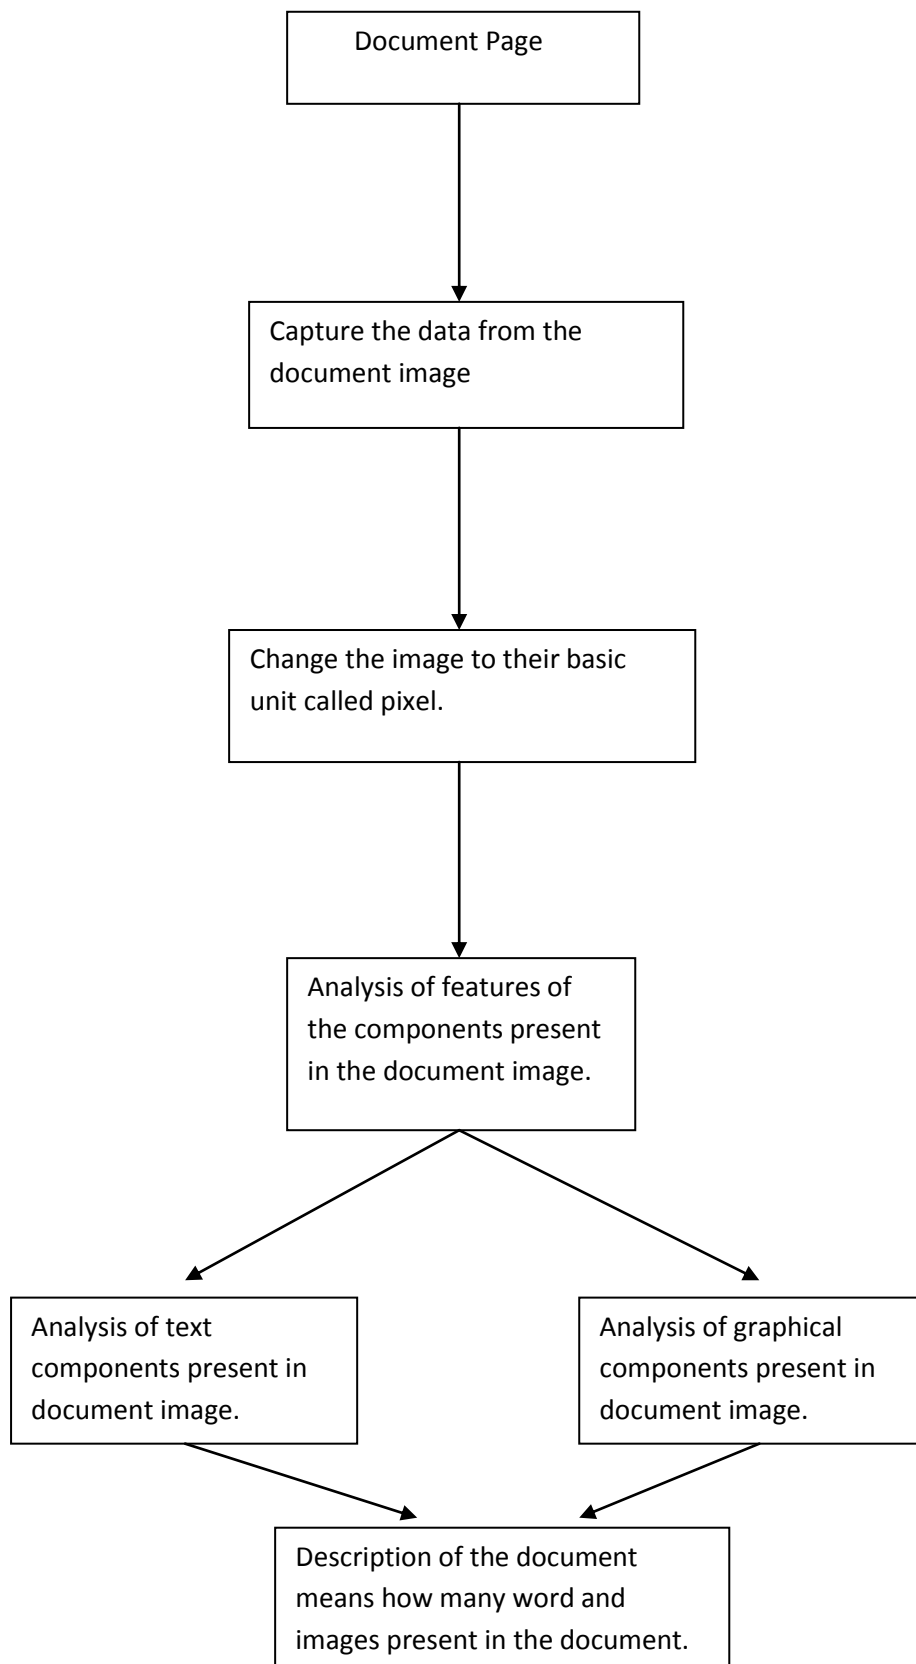 Document Page
Capture the data from the
document image
Change the image to their basic
unit called pixel.
Analysis of features of
the components present
in the document image.
Analysis of text
components present in
document image.
Analysis of graphical
components present in
document image.
Description of the document
means how many word and
images present in the document.